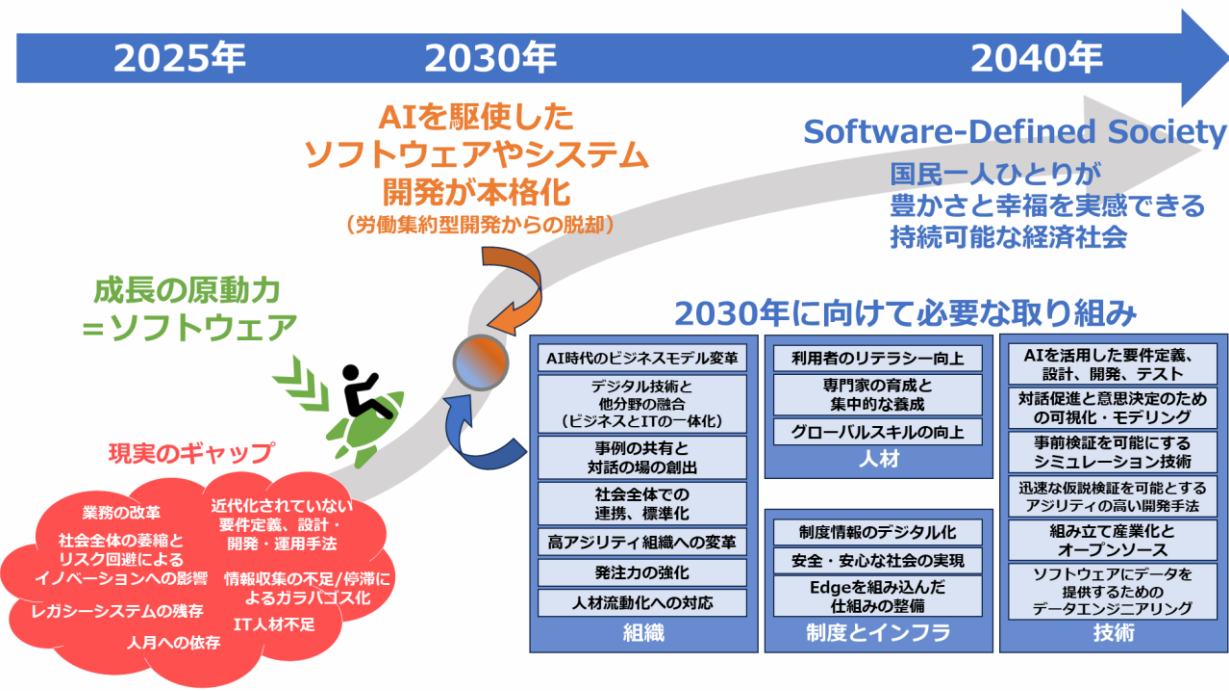 2025年
2030年
2040年
AIを駆使した
ソフトウェアやシステム
開発が本格化
（労働集約型開発からの脱却）
Software-Defined Society
国民一人ひとりが
豊かさと幸福を実感できる
持続可能な経済社会
成長の原動力
＝ソフトウェア
現実のギャップ
業務の改革
社会全体の萎縮と
リスク回避による
イノベーションへの影響
レガシーシステムの残存
人月への依存
近代化されていない
要件定義、設計・
開発・運用手法
情報収集の不足/停滞に
よるガラパゴス化
IT人材不足
2030年に向けて必要な取り組み
AI時代のビジネスモデル変革
デジタル技術と
他分野の融合
（ビジネスとITの一体化）
事例の共有と
対話の場の創出
社会全体での
連携、標準化
高アジリティ組織への変革
発注力の強化
人材流動化への対応
組織
利用者のリテラシー向上
専門家の育成と
集中的な養成
グローバルスキルの向上
人材
制度情報のデジタル化
安全・安心な社会の実現
Edgeを組み込んだ
仕組みの整備
制度とインフラ
AIを活用した要件定義、
設計、開発、テスト
対話促進と意思決定のため
の可視化・モデリング
事前検証を可能にする
シミュレーション技術
迅速な仮説検証を可能とする
アジリティの高い開発手法
組み立て産業化と
オープンソース
ソフトウェアにデータを
提供するための
データエンジニアリング
技術